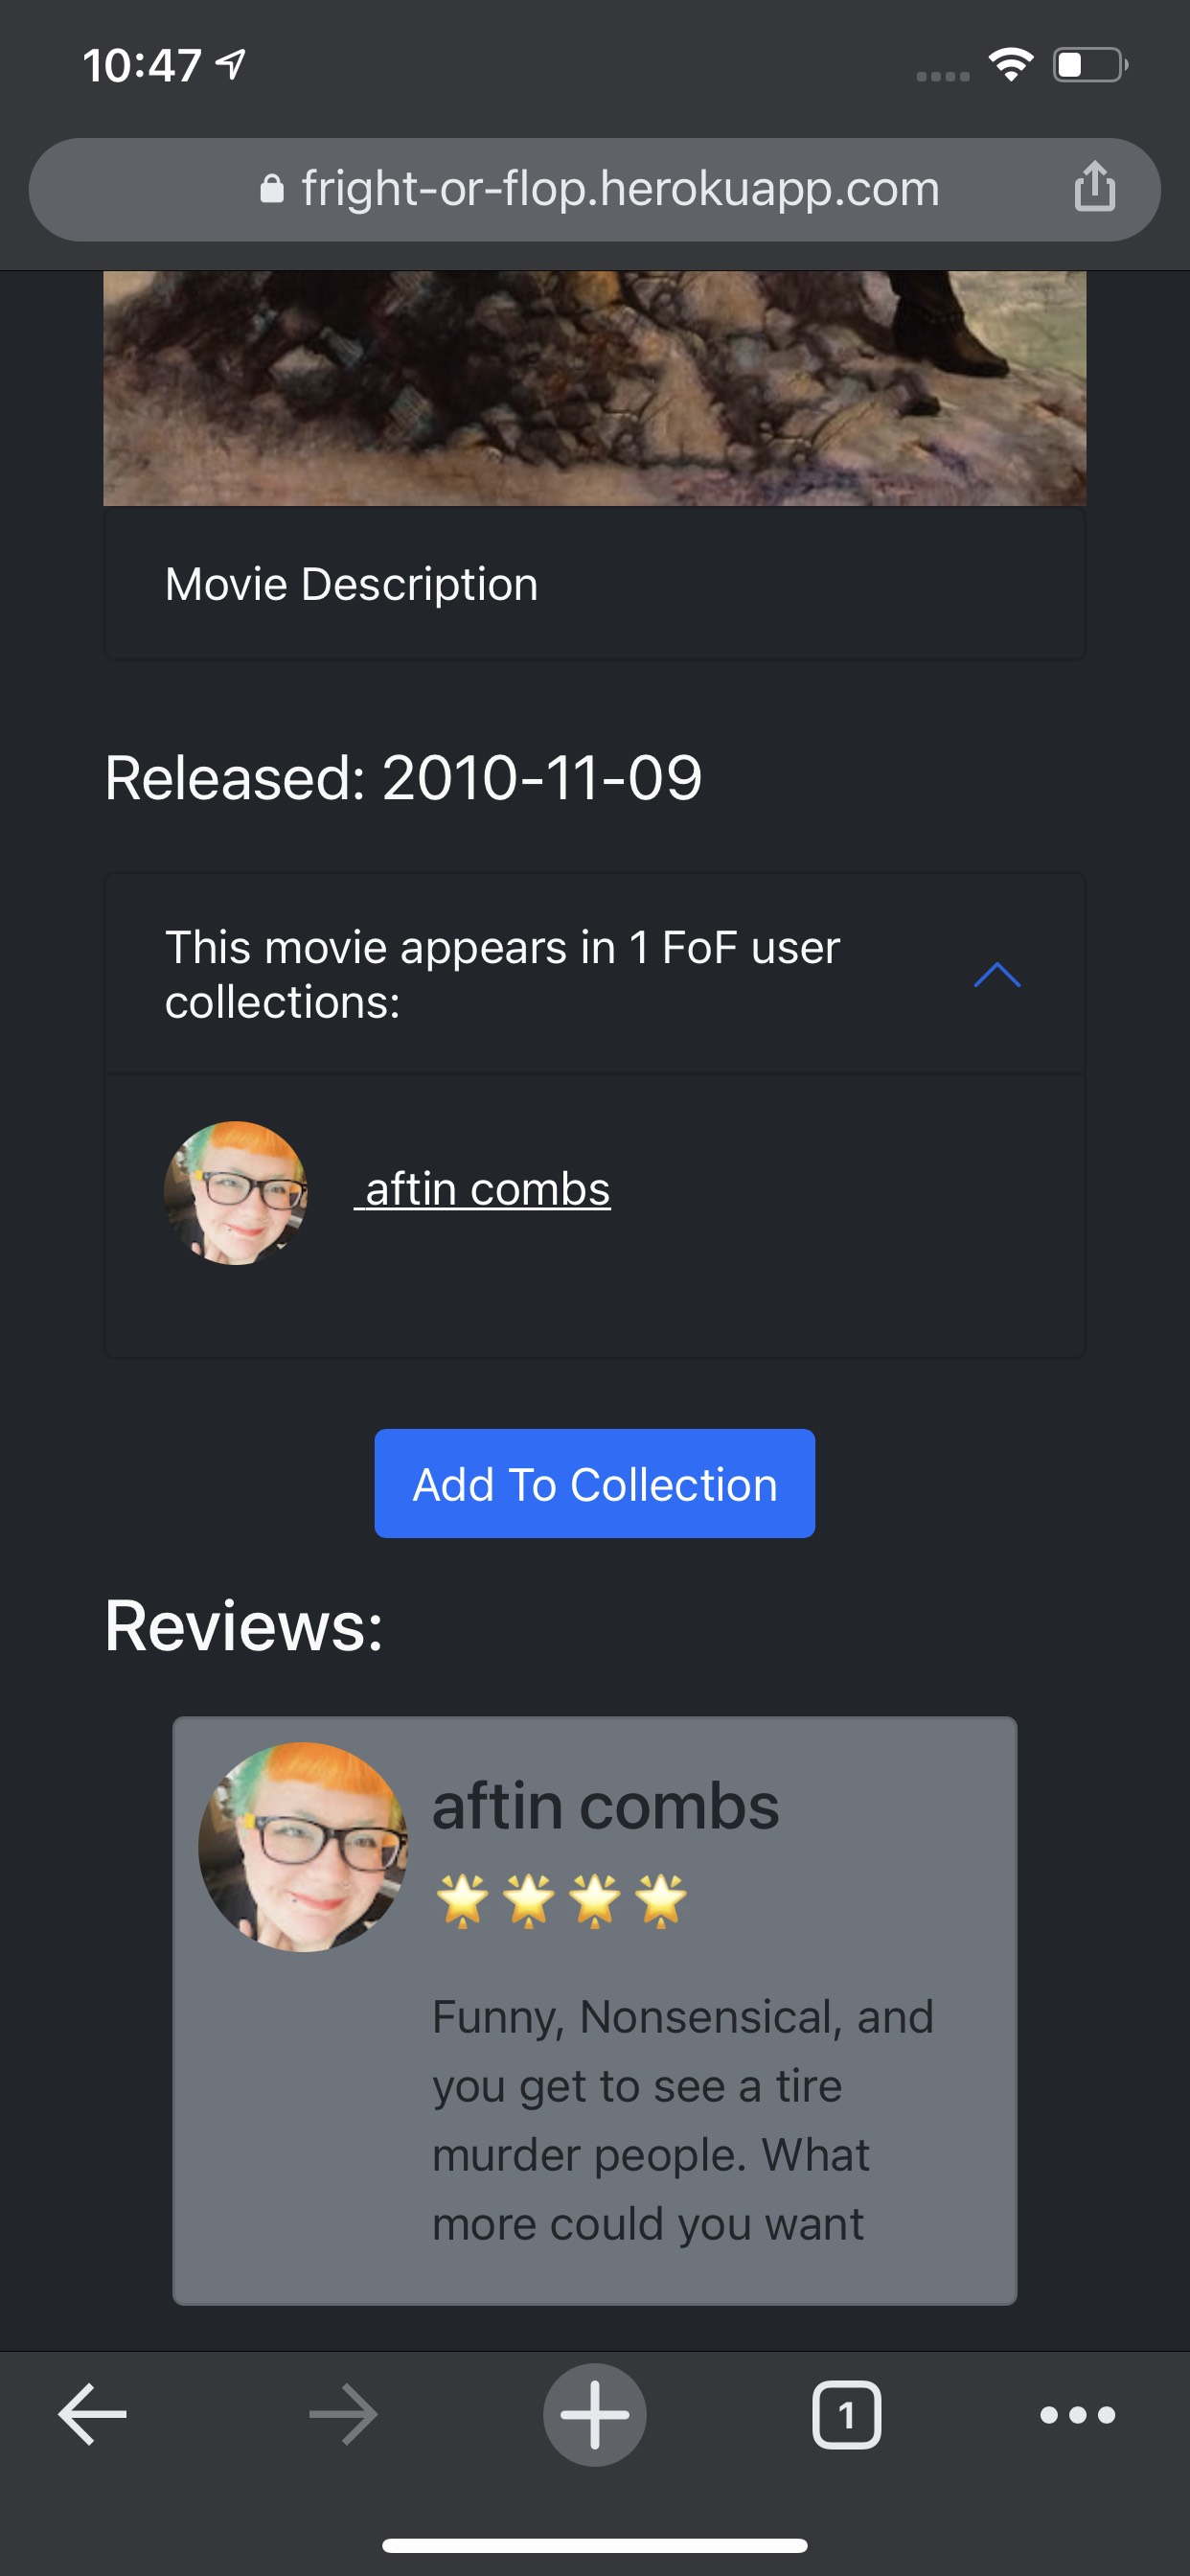 10:47
fright-or-flop.herokuapp.com
Movie Description
Released: 2010-11-09
This movie appears in 1 FoF user
collections:
aftin combs
Add To Collection
Reviews:
aftin combs
Funny, Nonsensical, and
you get to see a tire
murder people. What
more could you want
1